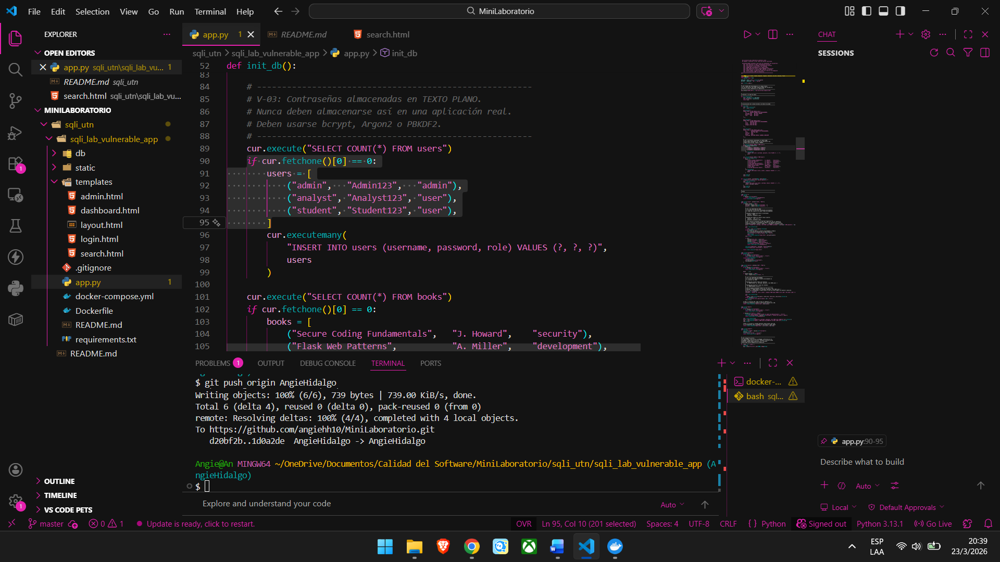 File Edit Selection View Go Run Terminal Help
MiniLaboratorio
EXPLORER
OPEN EDITORS
app.py sqli_utn\sqli_lab_vu... 1
README.md sqli_utn
search.html sqli_utn\sqli_lab_vu...
MINILABORATORIO
sqli_utn
sqli_lab_vulnerable_app
db
static
templates
admin.html
dashboard.html
layout.html
login.html
search.html
.gitignore
app.py 1
docker-compose.yml
Dockerfile
README.md
requirements.txt
README.md
OUTLINE
TIMELINE
VS CODE PETS
app.py 1
README.md
search.html
sqli_utn > sqli_lab_vulnerable_app > app.py > init_db
52 def init_db():
83
84 # ------------------------------------------------------
85 # V-03: Contraseñas almacenadas en TEXTO PLANO.
86 # Nunca deben almacenarse así en una aplicación real.
87 # Deben usarse bcrypt, Argon2 o PBKDF2.
88 # ------------------------------------------------------
89 cur.execute("SELECT COUNT(*) FROM users")
90 if cur.fetchone()[0] == 0:
91 users = [
92 ("admin", "Admin123", "admin"),
93 ("analyst", "Analyst123", "user"),
94 ("student", "Student123", "user"),
95 ]
96 cur.executemany(
97 "INSERT INTO users (username, password, role) VALUES (?, ?, ?)",
98 users
99 )
100
101 cur.execute("SELECT COUNT(*) FROM books")
102 if cur.fetchone()[0] == 0:
103 books = [
104 ("Secure Coding Fundamentals", "J. Howard", "security"),
105 ("Flask Web Patterns", "A. Miller", "development"),
PROBLEMS 1 OUTPUT DEBUG CONSOLE TERMINAL PORTS
$ git push origin AngieHidalgo
Writing objects: 100% (6/6), 739 bytes | 739.00 KiB/s, done.
Total 6 (delta 4), reused 0 (delta 0), pack-reused 0 (from 0)
remote: Resolving deltas: 100% (4/4), completed with 4 local objects.
To https://github.com/angiehh10/MiniLaboratorio.git
d20bf2b..1d0a2de AngieHidalgo -> AngieHidalgo
Angie@An MINGW64 ~/OneDrive/Documentos/Calidad del Software/MiniLaboratorio/sqli_utn/sqli_lab_vulnerable_app (A
ngieHidalgo)
$
Explore and understand your code
Auto
docker-...
bash sql...
CHAT
SESSIONS
app.py:90-95
Describe what to build
Auto
Local Default Approvals
1
1
master 0 1 Update is ready, click to restart.
OVR Ln 95, Col 10 (201 selected) Spaces: 4 UTF-8 CRLF { } Python Signed out Python 3.13.1 Go Live
ESP
LAA
20:39
23/3/2026